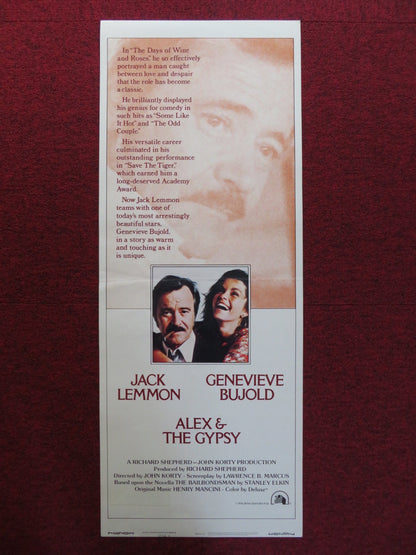 In "The Days of Wine
and Roses," he so effectively
portrayed a man caught
between love and despair
that the role has become
a classic.
He brilliantly displayed
his genius for comedy in
such hits as "Some Like
It Hot" and "The Odd
Couple."
His versatile career
culminated in his
outstanding performance
in "Save The Tiger,"
which earned him a
long-deserved Academy
Award.
Now Jack Lemmon
teams with one of
today's most arrestingly
beautiful stars,
Genevieve Bujold,
in a story as warm
and touching as it
is unique.
JACK LEMMON
GENEVIEVE BUJOLD
ALEX &
THE GYPSY
A RICHARD SHEPHERD – JOHN KORTY PRODUCTION
Produced by RICHARD SHEPHERD
Directed by JOHN KORTY · Screenplay by LAWRENCE B. MARCUS
Based upon the Novella THE BAILBONDSMAN by STANLEY ELKIN
Original Music HENRY MANCINI · Color by Deluxe®